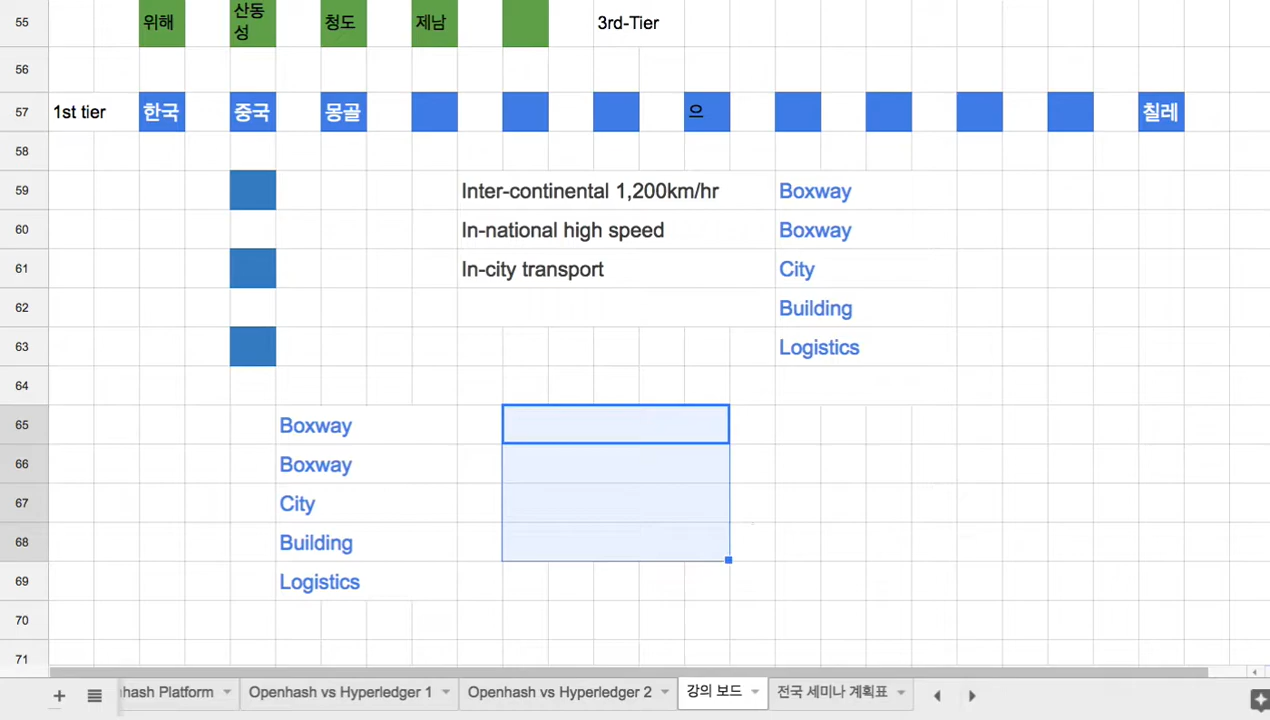 55 위해 산동 청도 제남 3rd-Tier
성
56
57 1st tier 한국 중국 몽골 으 칠레
58
59 Inter-continental 1,200km/hr Boxway
60 In-national high speed Boxway
61 In-city transport City
62 Building
63 Logistics
64
65 Boxway
66 Boxway
67 City
68 Building
69 Logistics
70
71
hash Platform Openhash vs Hyperledger 1 Openhash vs Hyperledger 2 강의 보드 전국 세미나 계획표